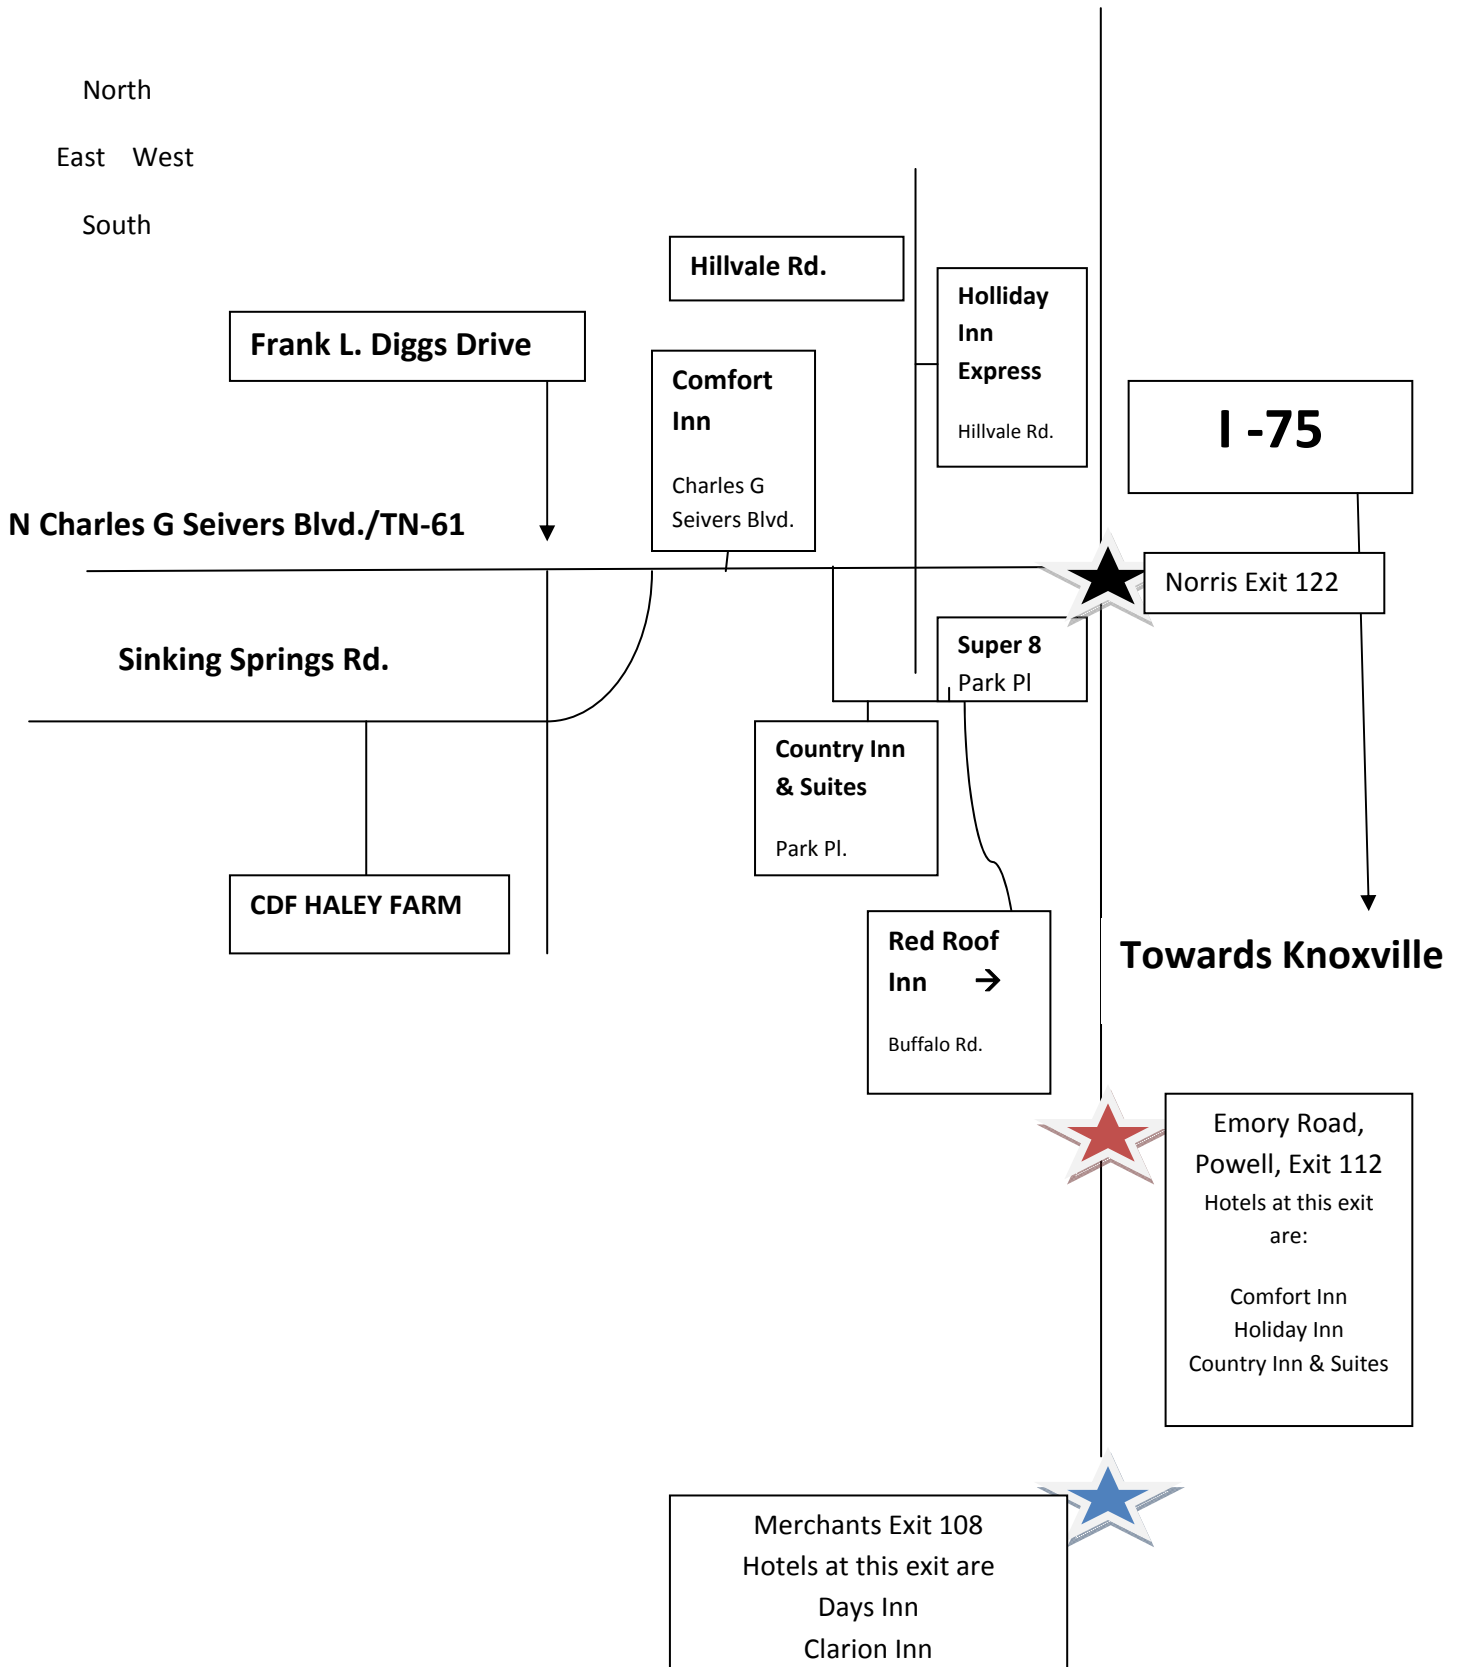 North
East West
South
Hillvale Rd.
Holliday
Inn
Express
Hillvale Rd.
Frank L. Diggs Drive
Comfort
Inn
Charles G
Seivers Blvd.
I -75
N Charles G Seivers Blvd./TN-61
Norris Exit 122
Sinking Springs Rd.
Super 8
Park Pl
Country Inn
& Suites
Park Pl.
CDF HALEY FARM
Red Roof
Inn →
Buffalo Rd.
Towards Knoxville
Emory Road,
Powell, Exit 112
Hotels at this exit
are:
Comfort Inn
Holiday Inn
Country Inn & Suites
Merchants Exit 108
Hotels at this exit are
Days Inn
Clarion Inn